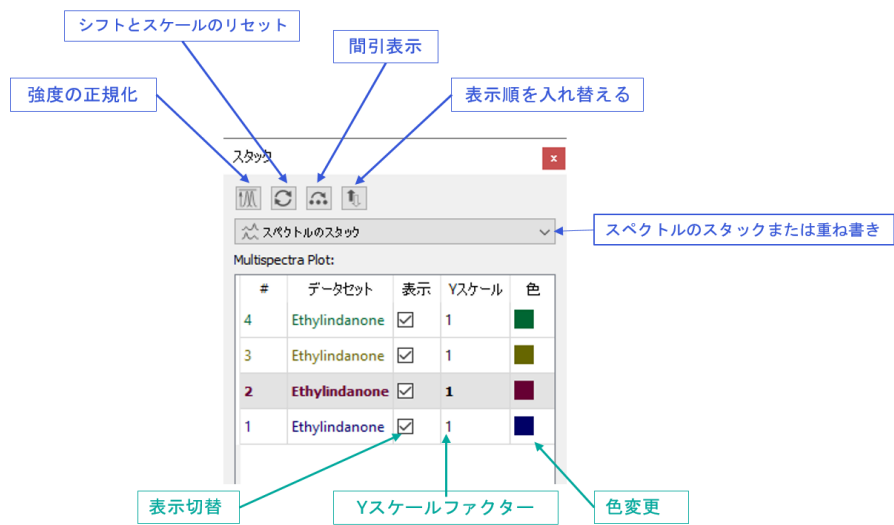 シフトとスケールのリセット
間引表示
強度の正規化
表示順を入れ替える
スタック
x
スペクトルのスタック
スペクトルのスタックまたは重ね書き
Multispectra Plot:
# データセット 表示 Yスケール 色
4 Ethylindanone 1
3 Ethylindanone 1
2 Ethylindanone 1
1 Ethylindanone 1
表示切替
Yスケールファクター
色変更